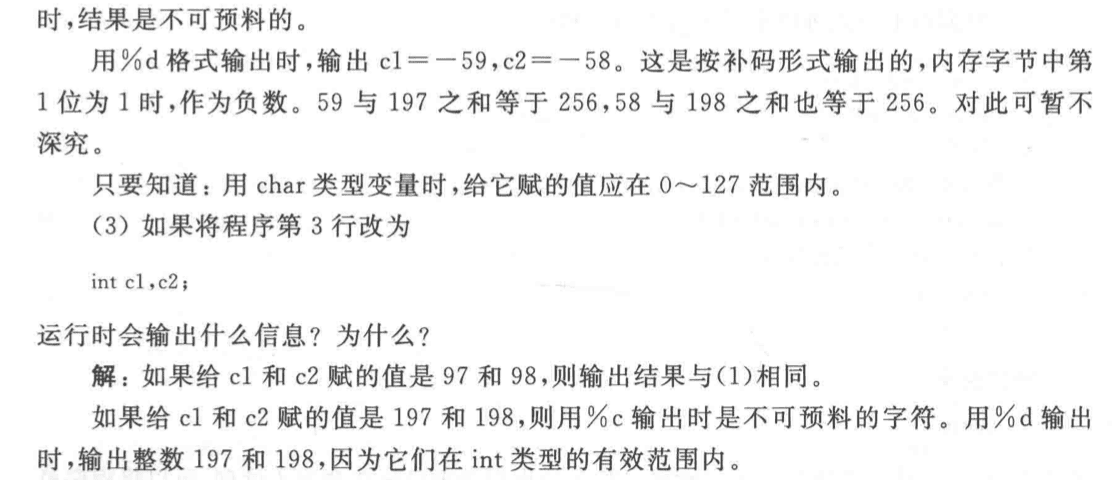 时,结果是不可预料的。
用%d格式输出时,输出 c1=-59,c2=-58。这是按补码形式输出的,内存字节中第
1 位为 1 时,作为负数。59 与 197 之和等于 256,58 与 198 之和也等于 256。对此可暂不
深究。
只要知道:用 char 类型变量时,给它赋的值应在 0~127 范围内。
(3) 如果将程序第 3 行改为
int c1,c2;
运行时会输出什么信息? 为什么?
解:如果给 c1 和 c2 赋的值是 97 和 98,则输出结果与(1)相同。
如果给 c1 和 c2 赋的值是 197 和 198,则用%c 输出时是不可预料的字符。用%d 输出
时,输出整数 197 和 198,因为它们在 int 类型的有效范围内。